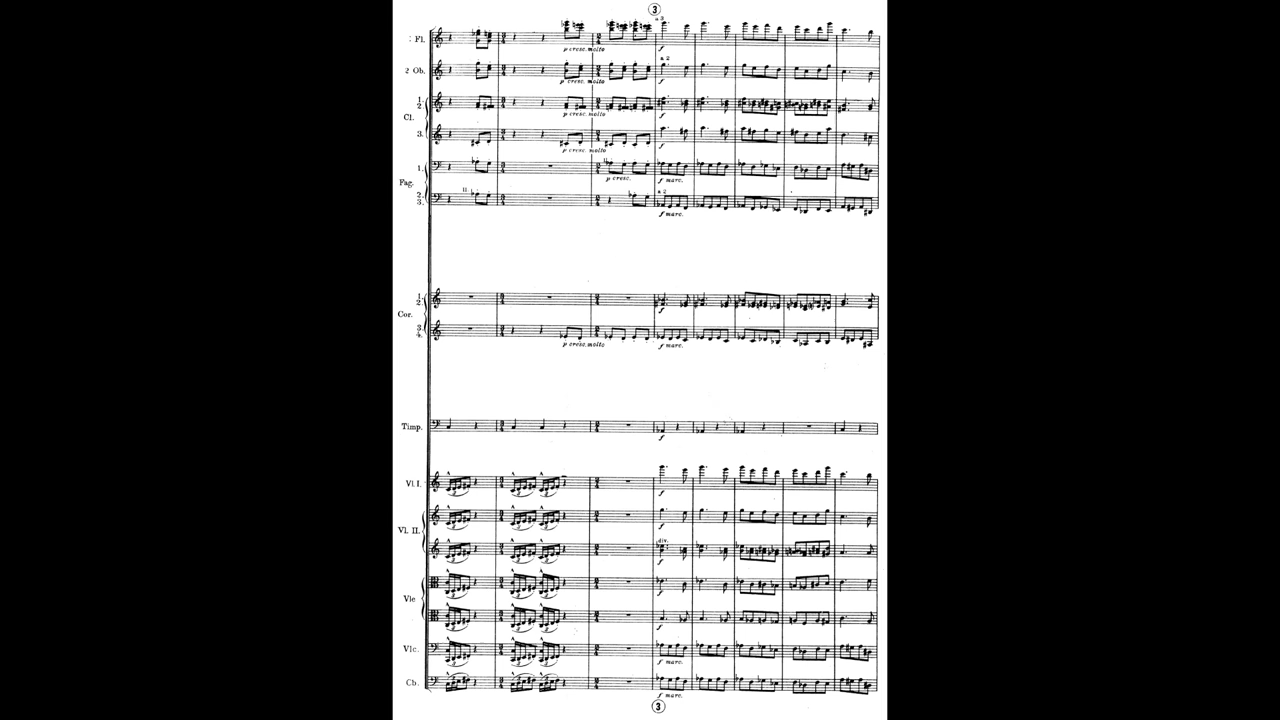 3
a 3
: Fl.
p cresc. molto
f
a 2
2 Ob.
p cresc. molto
f
1.
2.
Cl.
p cresc. molto
f
3.
p cresc. molto
f
1.
p cresc.
f marc.
Fag.
II.
a 2
2.
3.
f marc.
1.
2.
f
Cor.
3.
4.
p cresc. molto
f marc.
Timp.
f
Vl. I.
f
Vl. II.
f
div.
f
Vle
f
f
Vlc.
f marc.
Cb.
f marc.
3